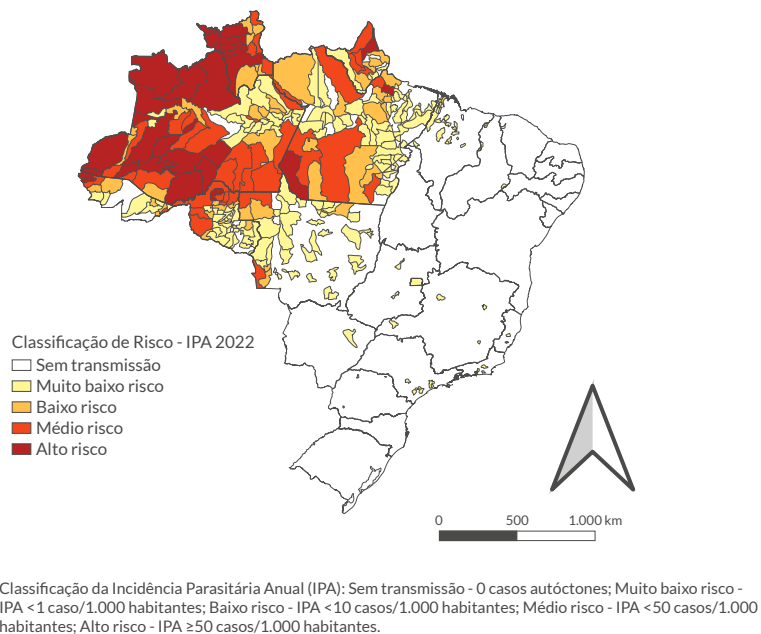 Classificação de Risco - IPA 2022
Sem transmissão
Muito baixo risco
Baixo risco
Médio risco
Alto risco
0 500 1.000 km
Classificação da Incidência Parasitária Anual (IPA): Sem transmissão - 0 casos autóctones; Muito baixo risco -
IPA <1 caso/1.000 habitantes; Baixo risco - IPA <10 casos/1.000 habitantes; Médio risco - IPA <50 casos/1.000
habitantes; Alto risco - IPA ≥50 casos/1.000 habitantes.